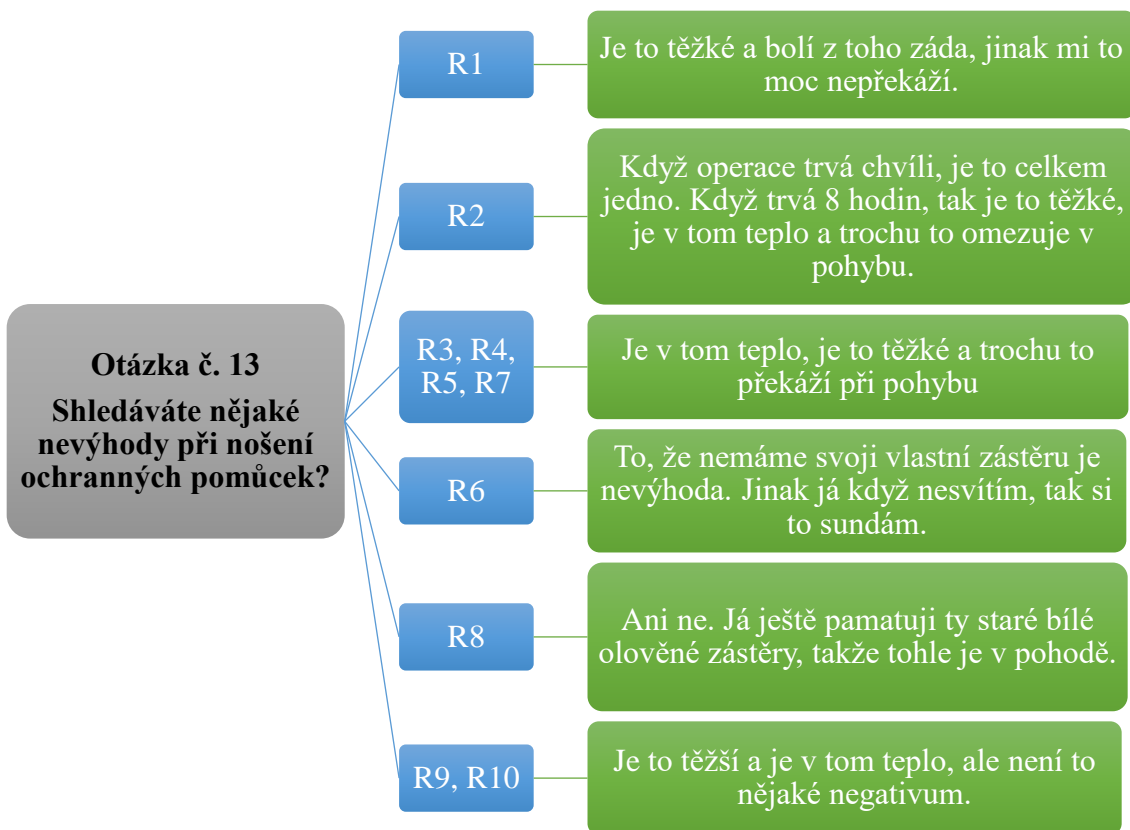 Otázka č. 13
Shledáváte nějaké
nevýhody při nošení
ochranných pomůcek?
R1
Je to těžké a bolí z toho záda, jinak mi to
moc nepřekáží.
R2
Když operace trvá chvíli, je to celkem
jedno. Když trvá 8 hodin, tak je to těžké,
je v tom teplo a trochu to omezuje v
pohybu.
R3, R4,
R5, R7
Je v tom teplo, je to těžké a trochu to
překáží při pohybu
R6
To, že nemáme svoji vlastní zástěru je
nevýhoda. Jinak já když nesvítím, tak si
to sundám.
R8
Ani ne. Já ještě pamatuji ty staré bílé
olověné zástěry, takže tohle je v pohodě.
R9, R10
Je to těžší a je v tom teplo, ale není to
nějaké negativum.